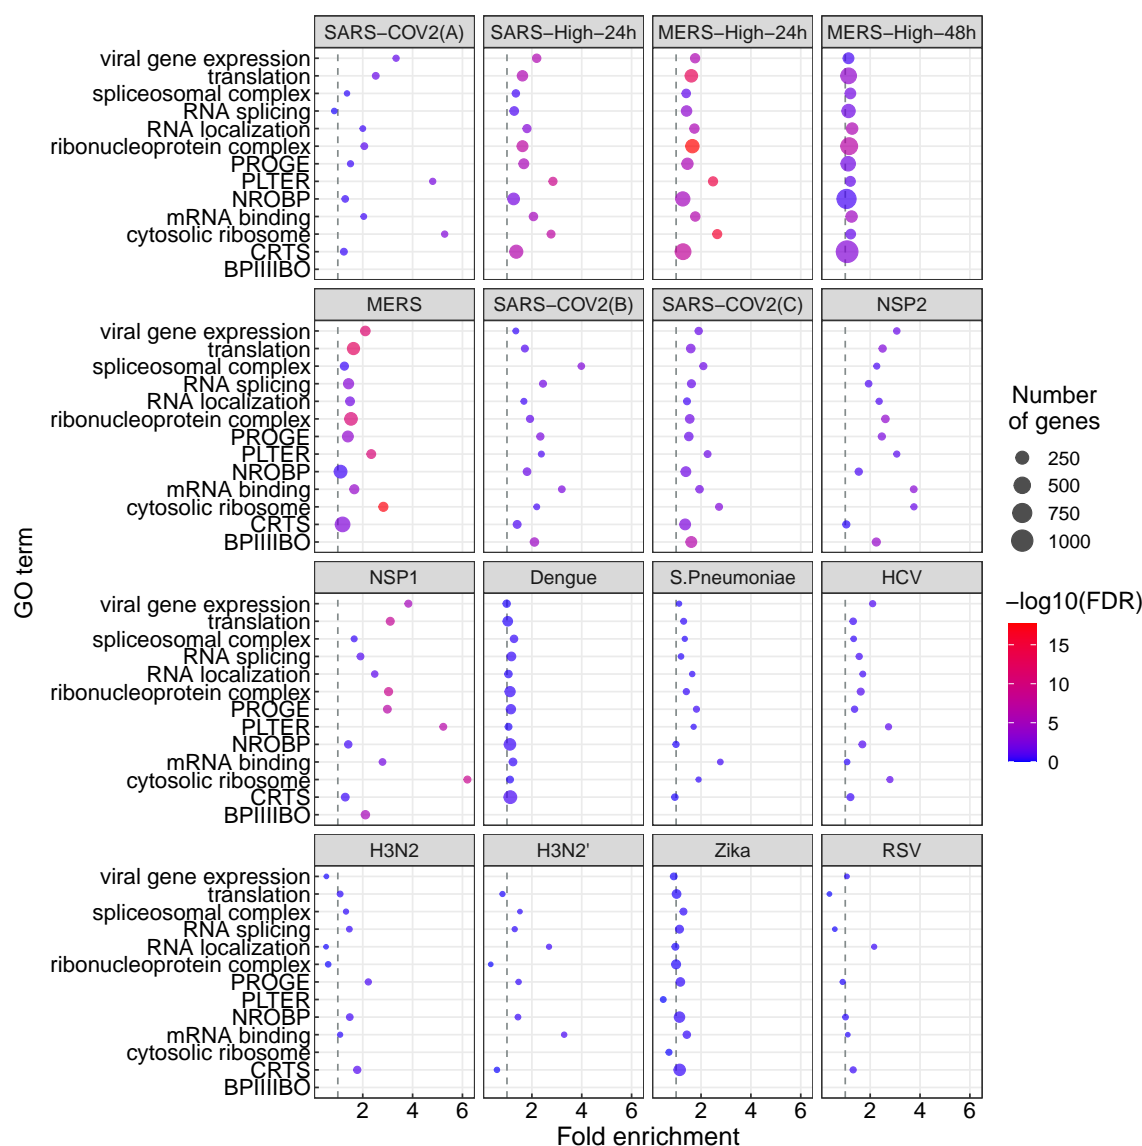 SARS−COV2(A) SARS−High−24h MERS−High−24h MERS−High−48h
viral gene expression
translation
spliceosomal complex
RNA splicing
RNA localization
ribonucleoprotein complex
PROGE
PLTER
NROBP
mRNA binding
cytosolic ribosome
CRTS
BPIIIIBO
MERS SARS−COV2(B) SARS−COV2(C) NSP2
viral gene expression
translation
spliceosomal complex
RNA splicing
RNA localization
ribonucleoprotein complex
PROGE
PLTER
NROBP
mRNA binding
cytosolic ribosome
CRTS
BPIIIIBO
NSP1 Dengue S.Pneumoniae HCV
viral gene expression
translation
spliceosomal complex
RNA splicing
RNA localization
ribonucleoprotein complex
PROGE
PLTER
NROBP
mRNA binding
cytosolic ribosome
CRTS
BPIIIIBO
H3N2 H3N2' Zika RSV
viral gene expression
translation
spliceosomal complex
RNA splicing
RNA localization
ribonucleoprotein complex
PROGE
PLTER
NROBP
mRNA binding
cytosolic ribosome
CRTS
BPIIIIBO
2 4 6 2 4 6 2 4 6 2 4 6
Fold enrichment
GO term
Number
of genes
250
500
750
1000
−log10(FDR)
15
10
5
0